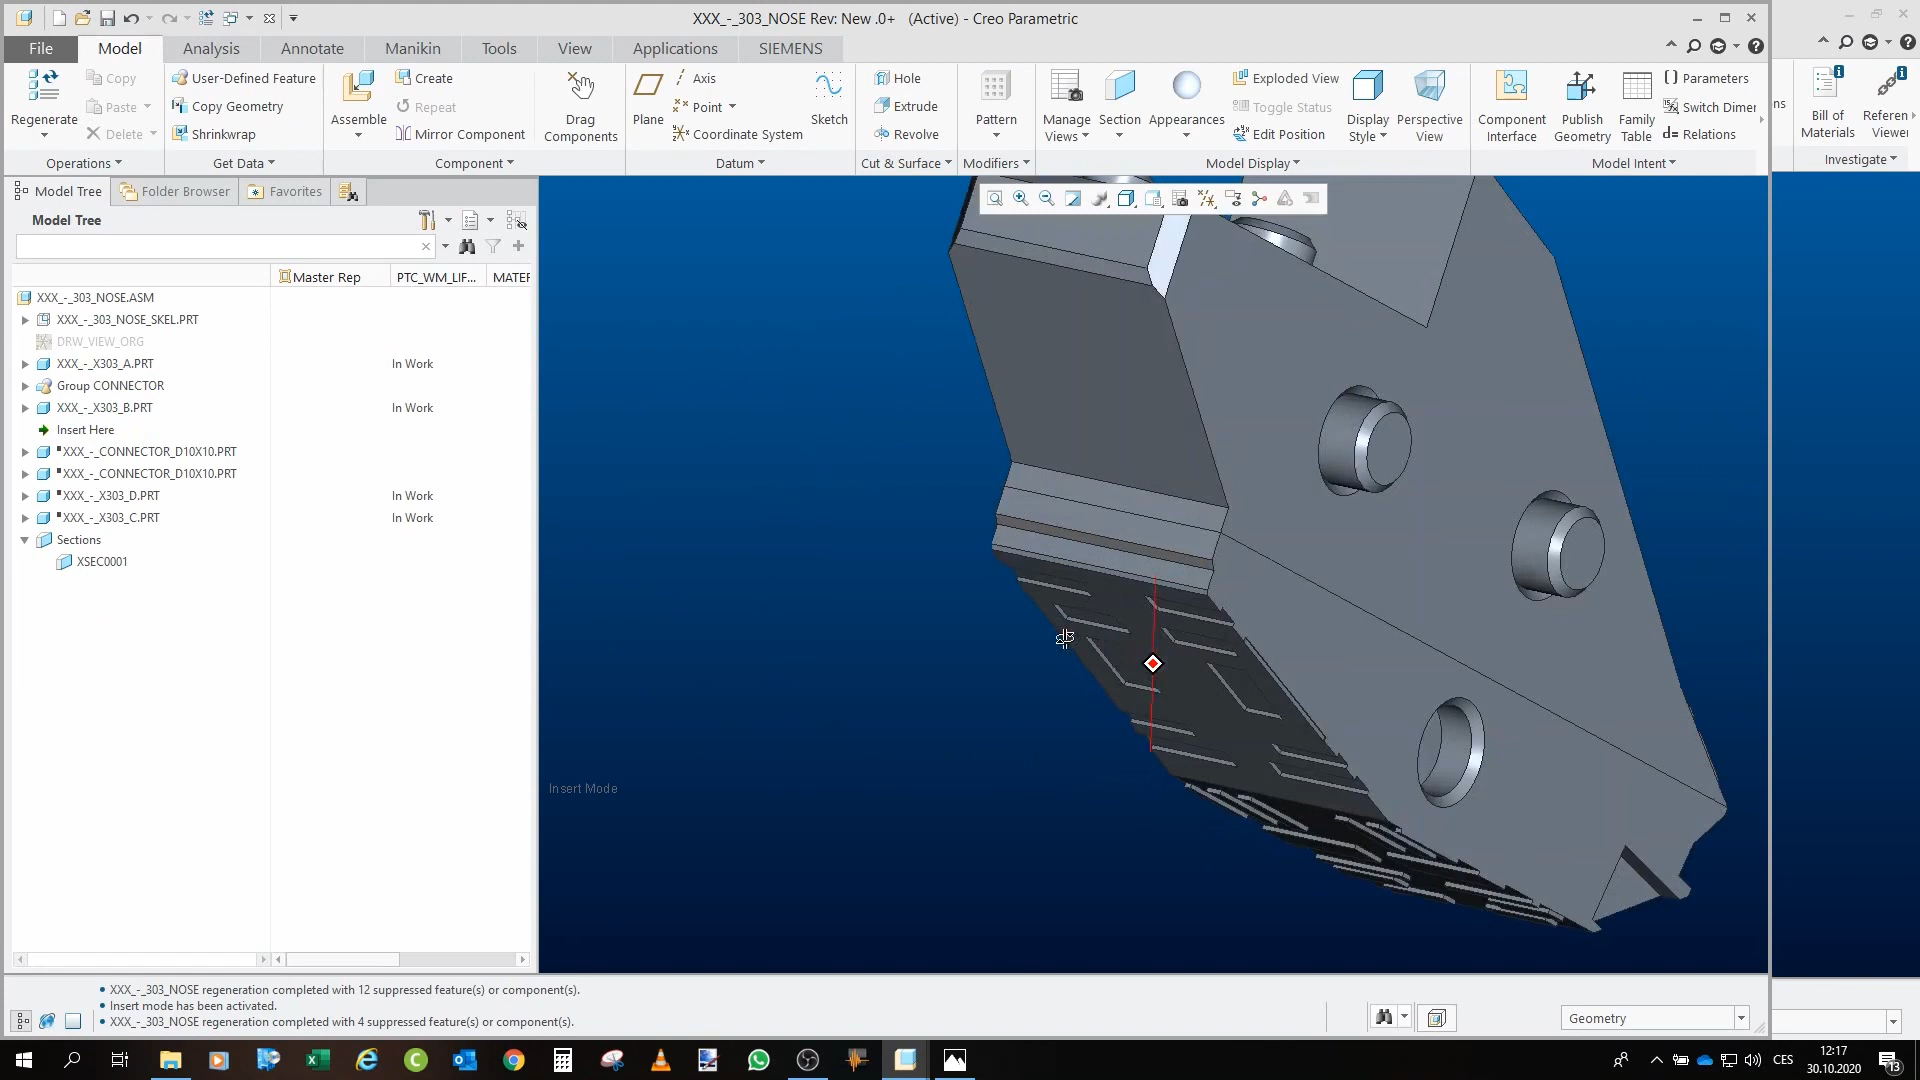 XXX_-_303_NOSE Rev: New .0+ (Active) - Creo Parametric
File Model Analysis Annotate Manikin Tools View Applications SIEMENS
Regenerate Copy Paste Delete
User-Defined Feature Copy Geometry Shrinkwrap
Assemble Create Repeat Mirror Component
Drag Components
Plane Axis Point Coordinate System Sketch
Hole Extrude Revolve
Pattern
Manage Views Section Appearances
Exploded View Toggle Status Edit Position
Display Style Perspective View
Component Interface Publish Geometry Family Table
Parameters Switch Dimer Relations
ns
Bill of Materials Referen Viewer
Operations Get Data Component Datum Cut & Surface Modifiers Model Display Model Intent Investigate
Model Tree Folder Browser Favorites
Model Tree
Master Rep PTC_WM_LIF... MATER
XXX_-_303_NOSE.ASM
XXX_-_303_NOSE_SKEL.PRT
DRW_VIEW_ORG
XXX_-_X303_A.PRT In Work
Group CONNECTOR
XXX_-_X303_B.PRT In Work
Insert Here
XXX_-_CONNECTOR_D10X10.PRT
XXX_-_CONNECTOR_D10X10.PRT
XXX_-_X303_D.PRT In Work
XXX_-_X303_C.PRT In Work
Sections
XSEC0001
Insert Mode
• XXX_-_303_NOSE regeneration completed with 12 suppressed feature(s) or component(s).
• Insert mode has been activated.
• XXX_-_303_NOSE regeneration completed with 4 suppressed feature(s) or component(s).
Geometry
CES
12:17
30.10.2020
13